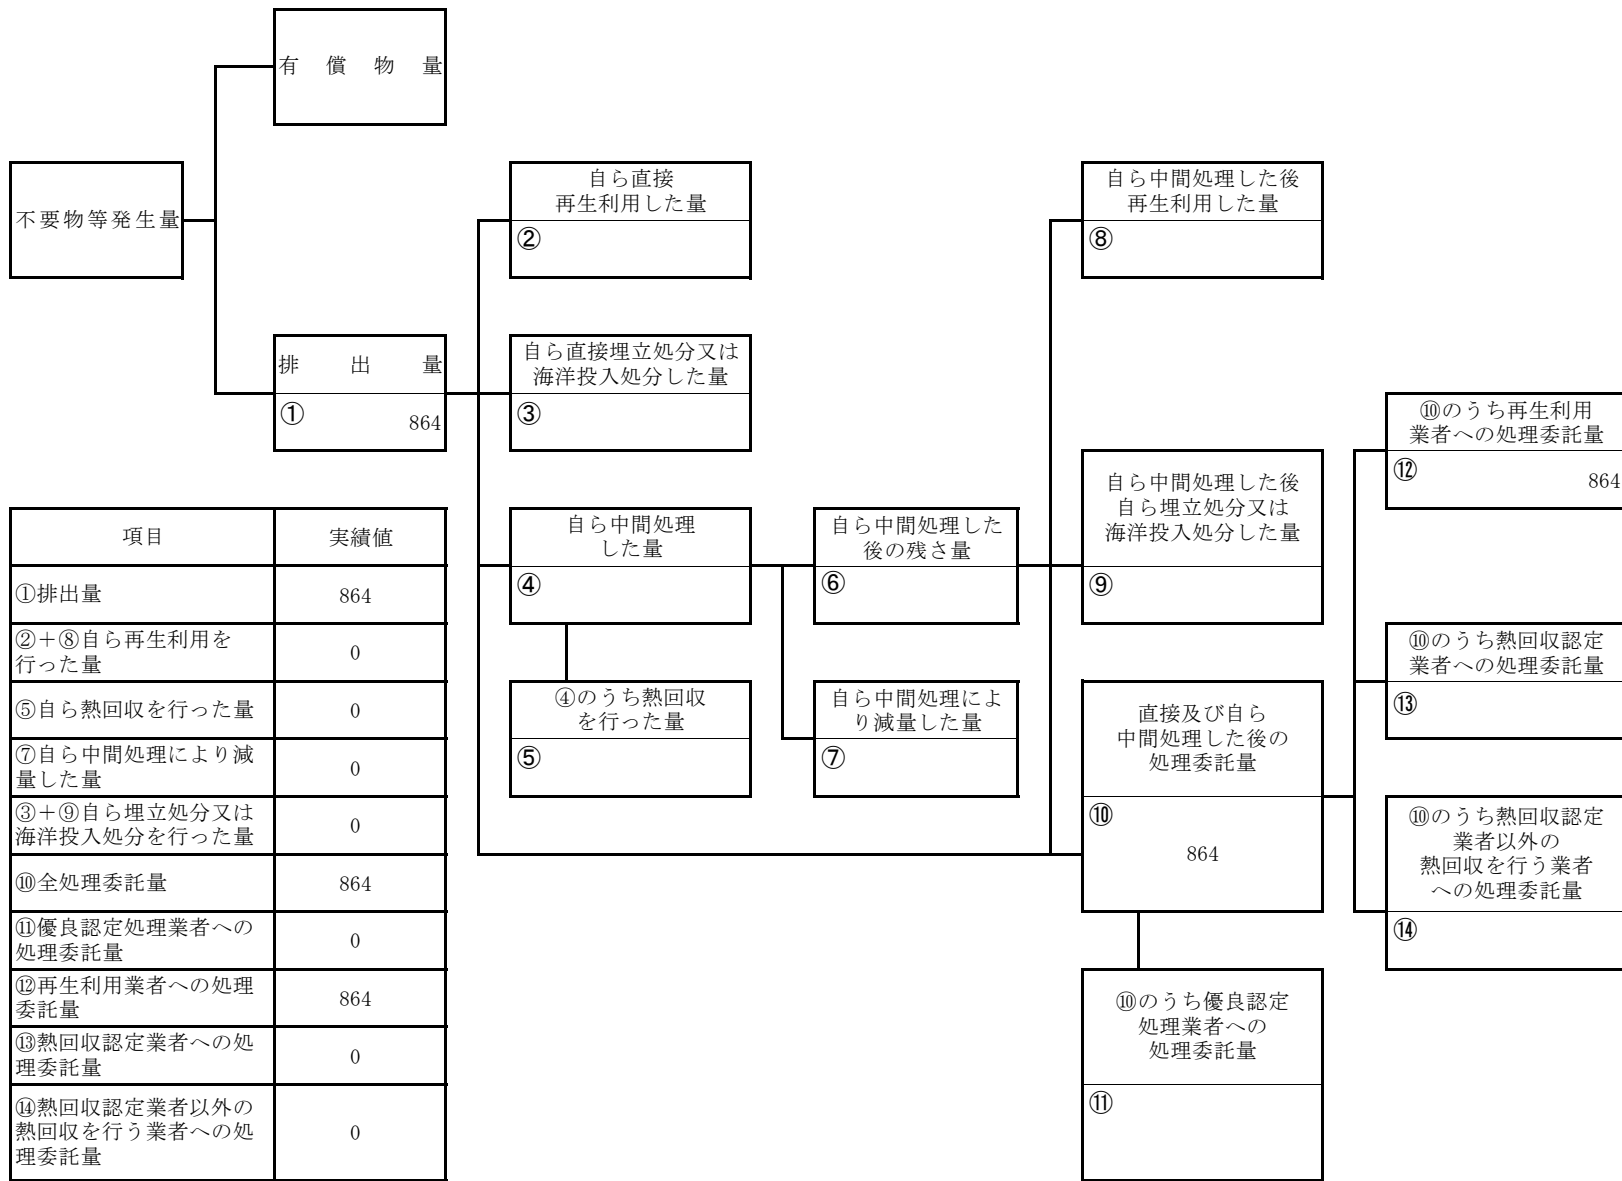 有償物量
不要物等発生量
排出量
①
864
自ら直接
再生利用した量
②
自ら直接埋立処分又は
海洋投入処分した量
③
自ら中間処理
した量
④
④のうち熱回収
を行った量
⑤
自ら中間処理した
後の残さ量
⑥
自ら中間処理によ
り減量した量
⑦
自ら中間処理した後
再生利用した量
⑧
自ら中間処理した後
自ら埋立処分又は
海洋投入処分した量
⑨
直接及び自ら
中間処理した後の
処理委託量
⑩
864
⑩のうち優良認定
処理業者への
処理委託量
⑪
⑩のうち再生利用
業者への処理委託量
⑫
864
⑩のうち熱回収認定
業者への処理委託量
⑬
⑩のうち熱回収認定
業者以外の
熱回収を行う業者
への処理委託量
⑭
項目 実績値
①排出量 864
②＋⑧自ら再生利用を
行った量
0
⑤自ら熱回収を行った量 0
⑦自ら中間処理により減
量した量
0
③＋⑨自ら埋立処分又は
海洋投入処分を行った量
0
⑩全処理委託量 864
⑪優良認定処理業者への
処理委託量
0
⑫再生利用業者への処理
委託量
864
⑬熱回収認定業者への処
理委託量
0
⑭熱回収認定業者以外の
熱回収を行う業者への処
理委託量
0